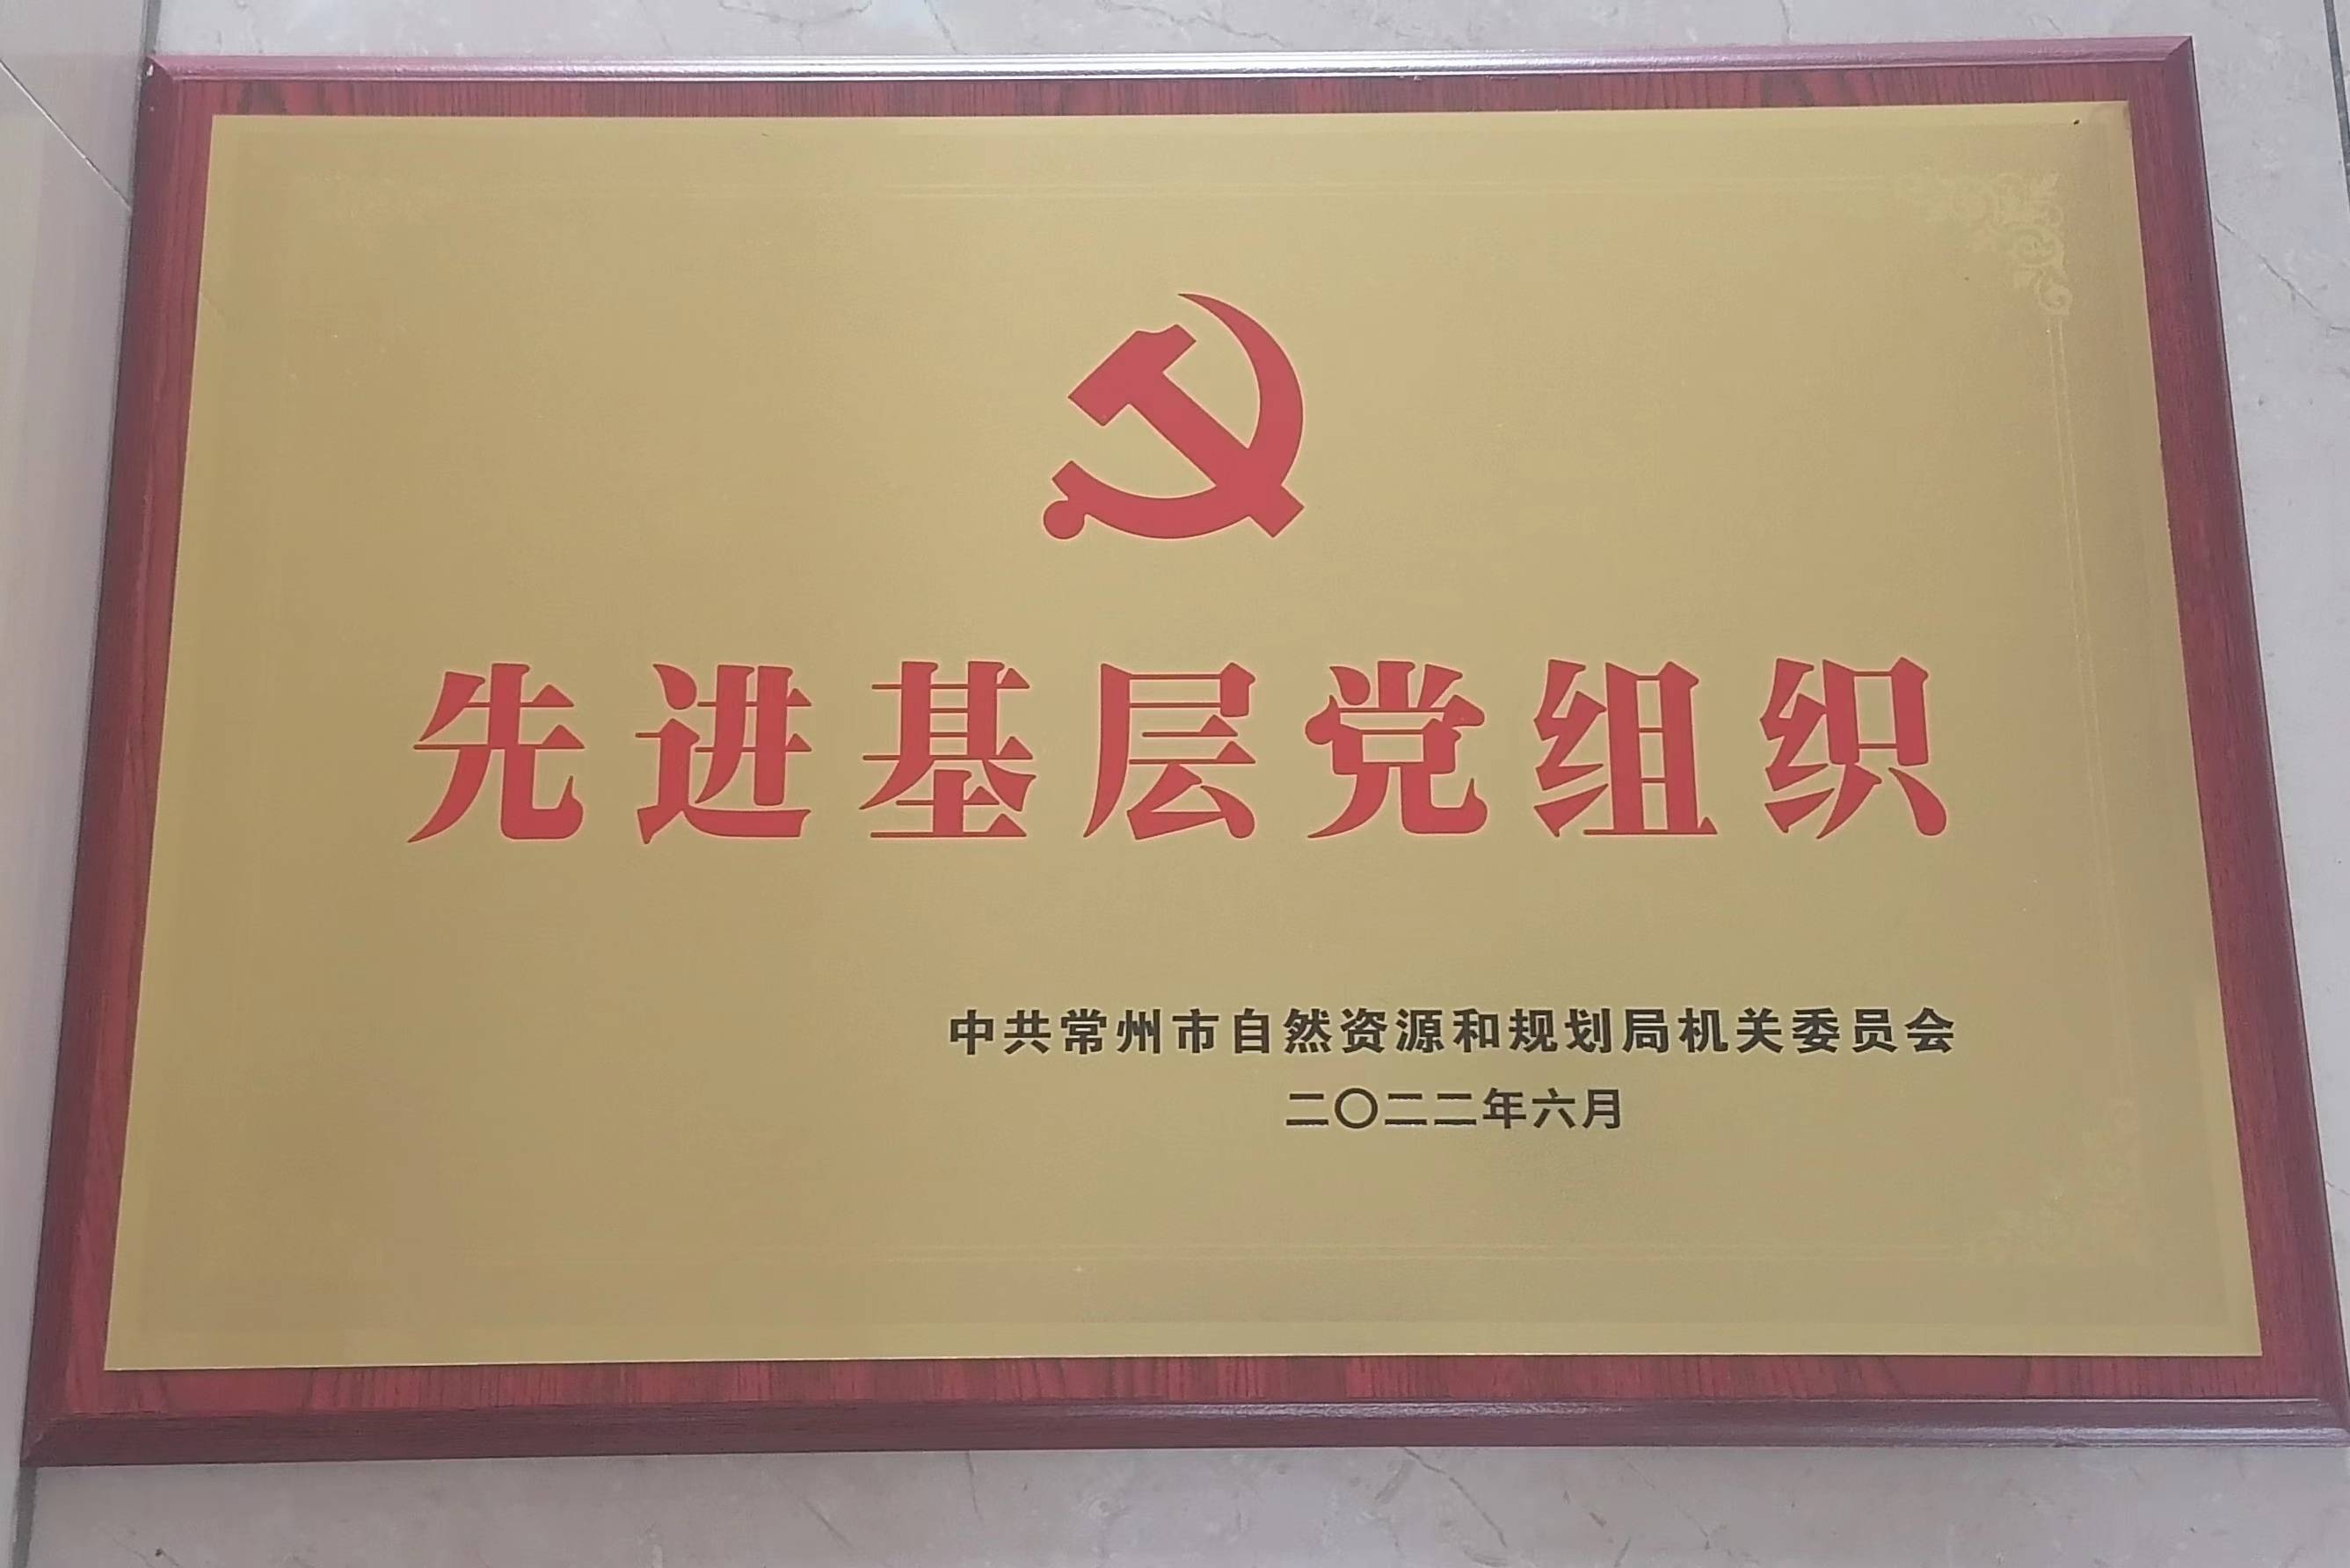 先进基层党组织
中共常州市自然资源和规划局机关委员会
二〇二二年六月